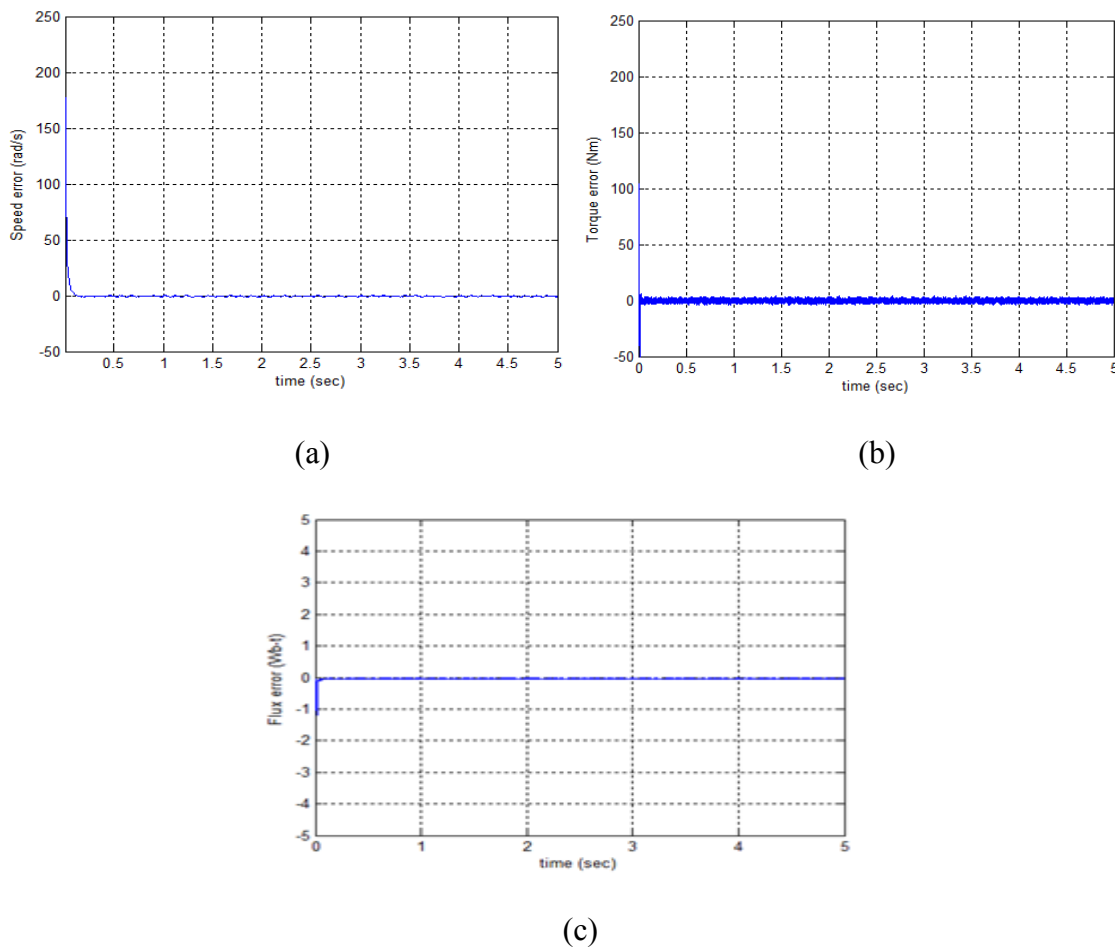 250
200
150
100
50
0
-50
Speed error (rad/s)
0.5 1 1.5 2 2.5 3 3.5 4 4.5 5
time (sec)
(a)
250
200
150
100
50
0
-50
Torque error (Nm)
0 0.5 1 1.5 2 2.5 3 3.5 4 4.5 5
time (sec)
(b)
5
4
3
2
1
0
-1
-2
-3
-4
-5
Flux error (Wb·t)
0 1 2 3 4 5
time (sec)
(c)